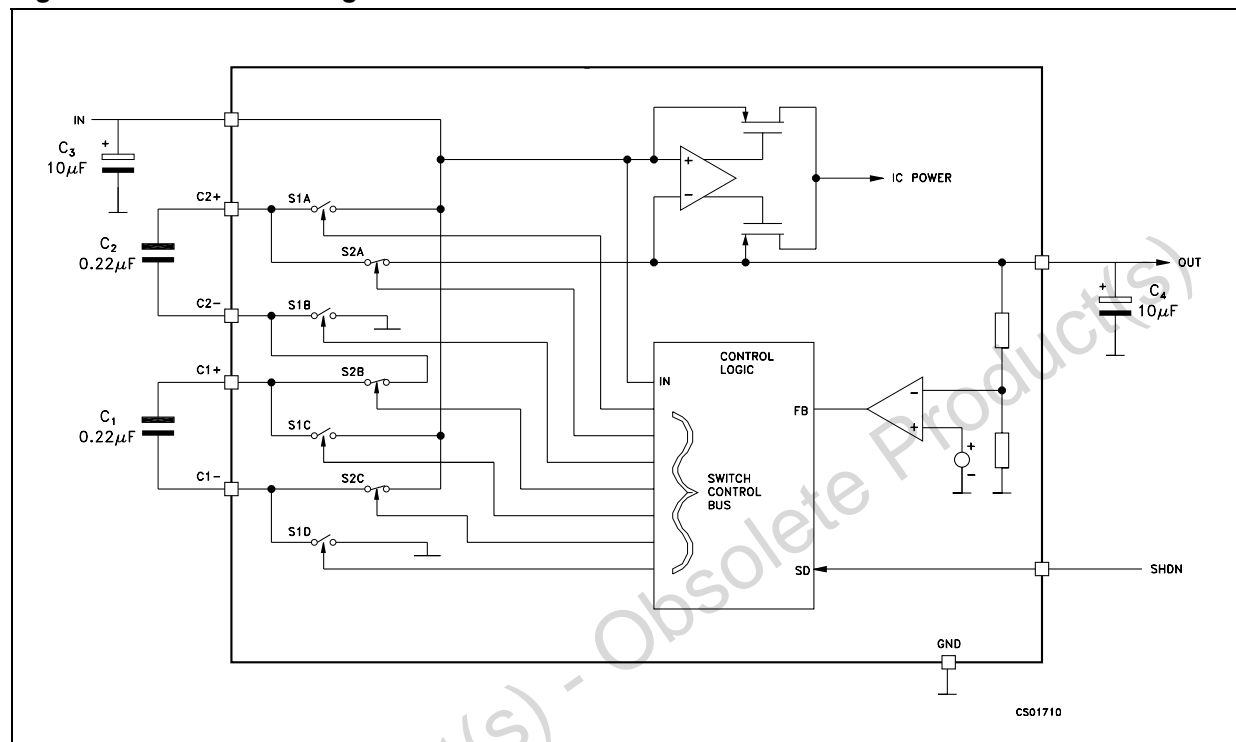 IN
+
C3
10µF
C2+
C2
0.22µF
C2-
C1+
C1
0.22µF
C1-
S1A
S2A
S1B
S2B
S1C
S2C
S1D
+
-
IC POWER
OUT
+
C4
10µF
CONTROL
LOGIC
IN
FB
SWITCH
CONTROL
BUS
SD
-
+
+
-
SHDN
GND
CS01710
(s) - Obsolete Product(s)